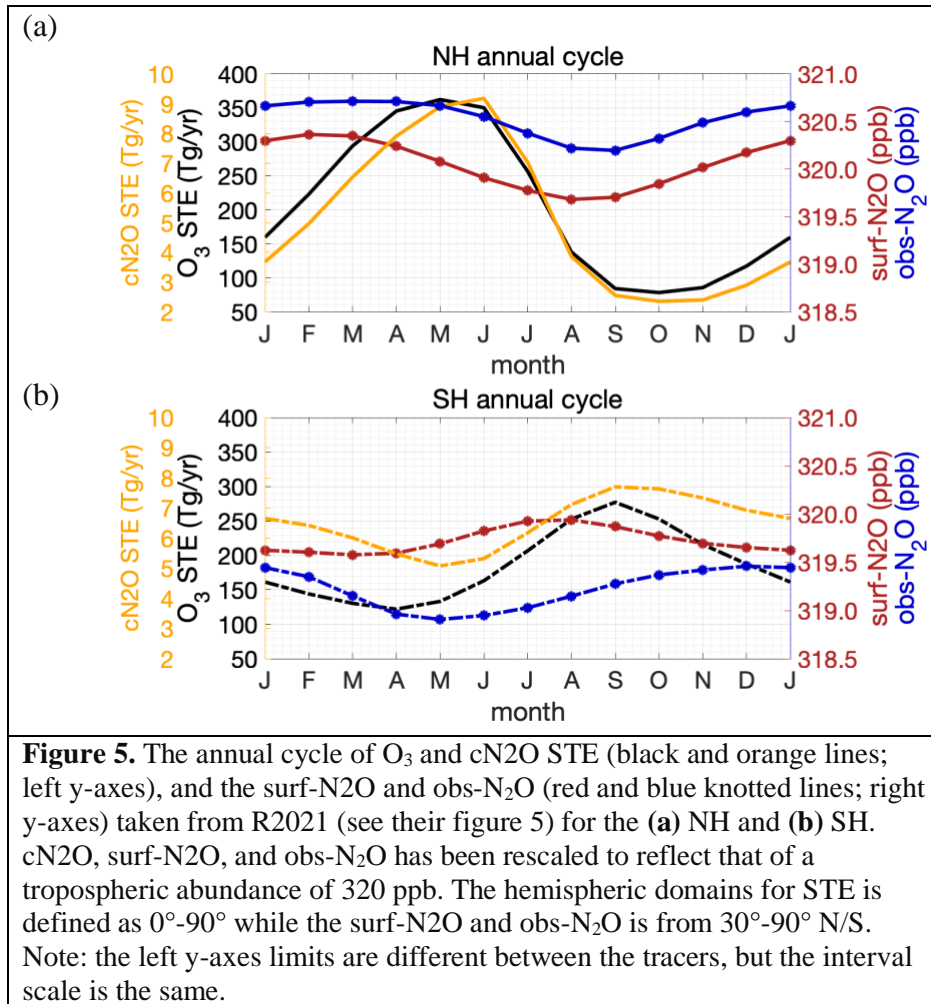 (a)
NH annual cycle
cN2O STE (Tg/yr)
10
9
8
7
6
5
4
3
2
O₃ STE (Tg/yr)
400
350
300
250
200
150
100
50
321.0
320.5
320.0
319.5
319.0
318.5
surf-N2O (ppb)
obs-N₂O (ppb)
J F M A M J J A S O N D J
month
(b)
SH annual cycle
cN2O STE (Tg/yr)
10
9
8
7
6
5
4
3
2
O₃ STE (Tg/yr)
400
350
300
250
200
150
100
50
321.0
320.5
320.0
319.5
319.0
318.5
surf-N2O (ppb)
obs-N₂O (ppb)
J F M A M J J A S O N D J
month
Figure 5. The annual cycle of O₃ and cN2O STE (black and orange lines;
left y-axes), and the surf-N2O and obs-N₂O (red and blue knotted lines; right
y-axes) taken from R2021 (see their figure 5) for the (a) NH and (b) SH.
cN2O, surf-N2O, and obs-N₂O has been rescaled to reflect that of a
tropospheric abundance of 320 ppb. The hemispheric domains for STE is
defined as 0°-90° while the surf-N2O and obs-N₂O is from 30°-90° N/S.
Note: the left y-axes limits are different between the tracers, but the interval
scale is the same.